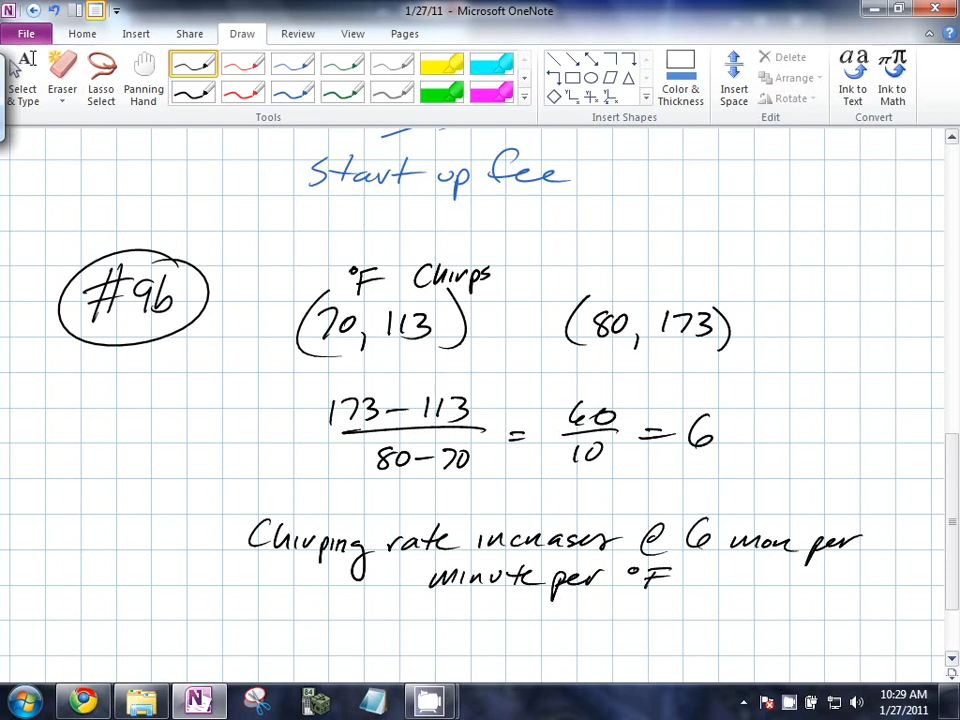 1/27/11 - Microsoft OneNote
File Home Insert Share Draw Review View Pages
Select & Type
Eraser
Lasso Select
Panning Hand
Color & Thickness
Insert Space
Delete
Arrange
Rotate
Ink to Text
Ink to Math
Tools
Insert Shapes
Edit
Convert
start up fee
#9b
°F Chirps
(70, 113) (80, 173)
173 - 113 = 60 = 6
80 - 70 10
Chirping rate increases @ 6 more per
minute per °F
10:29 AM
1/27/2011